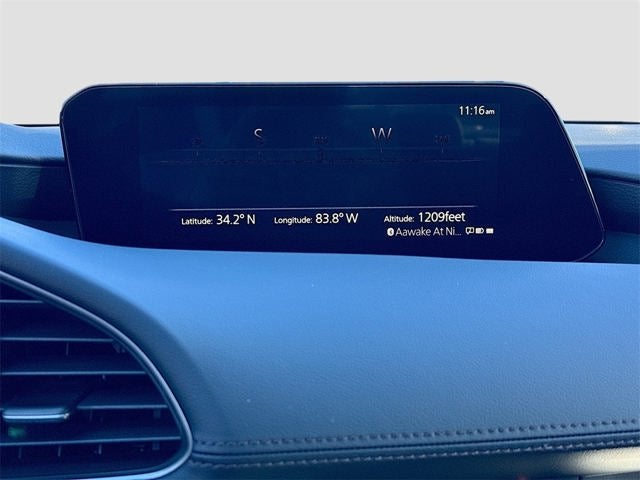 11:16am
S W
Latitude: 34.2° N Longitude: 83.8° W Altitude: 1209feet
Aawake At Ni...